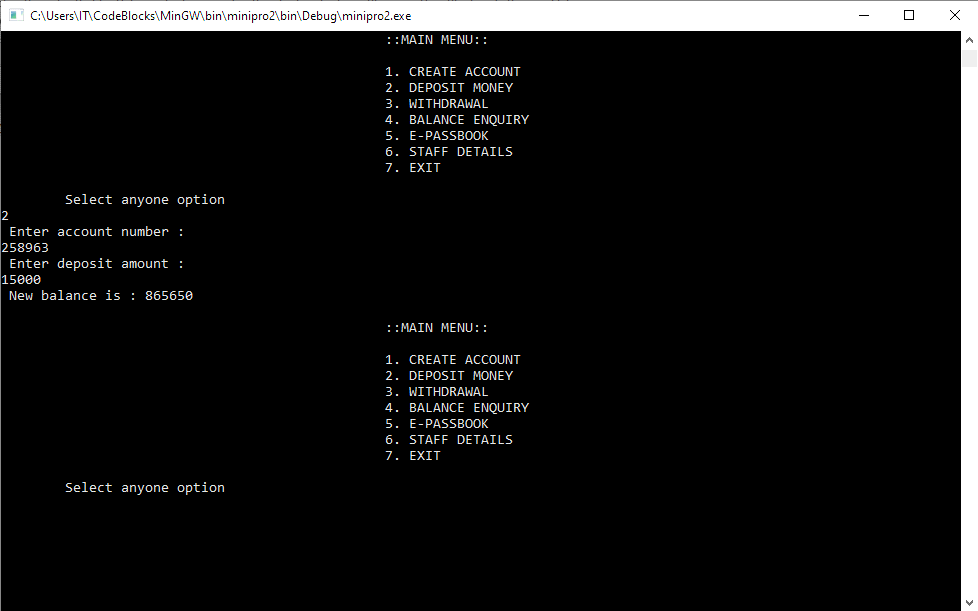 C:\Users\IT\CodeBlocks\MinGW\bin\minipro2\bin\Debug\minipro2.exe
::MAIN MENU::
1. CREATE ACCOUNT
2. DEPOSIT MONEY
3. WITHDRAWAL
4. BALANCE ENQUIRY
5. E-PASSBOOK
6. STAFF DETAILS
7. EXIT
Select anyone option
2
Enter account number :
258963
Enter deposit amount :
15000
New balance is : 865650
::MAIN MENU::
1. CREATE ACCOUNT
2. DEPOSIT MONEY
3. WITHDRAWAL
4. BALANCE ENQUIRY
5. E-PASSBOOK
6. STAFF DETAILS
7. EXIT
Select anyone option